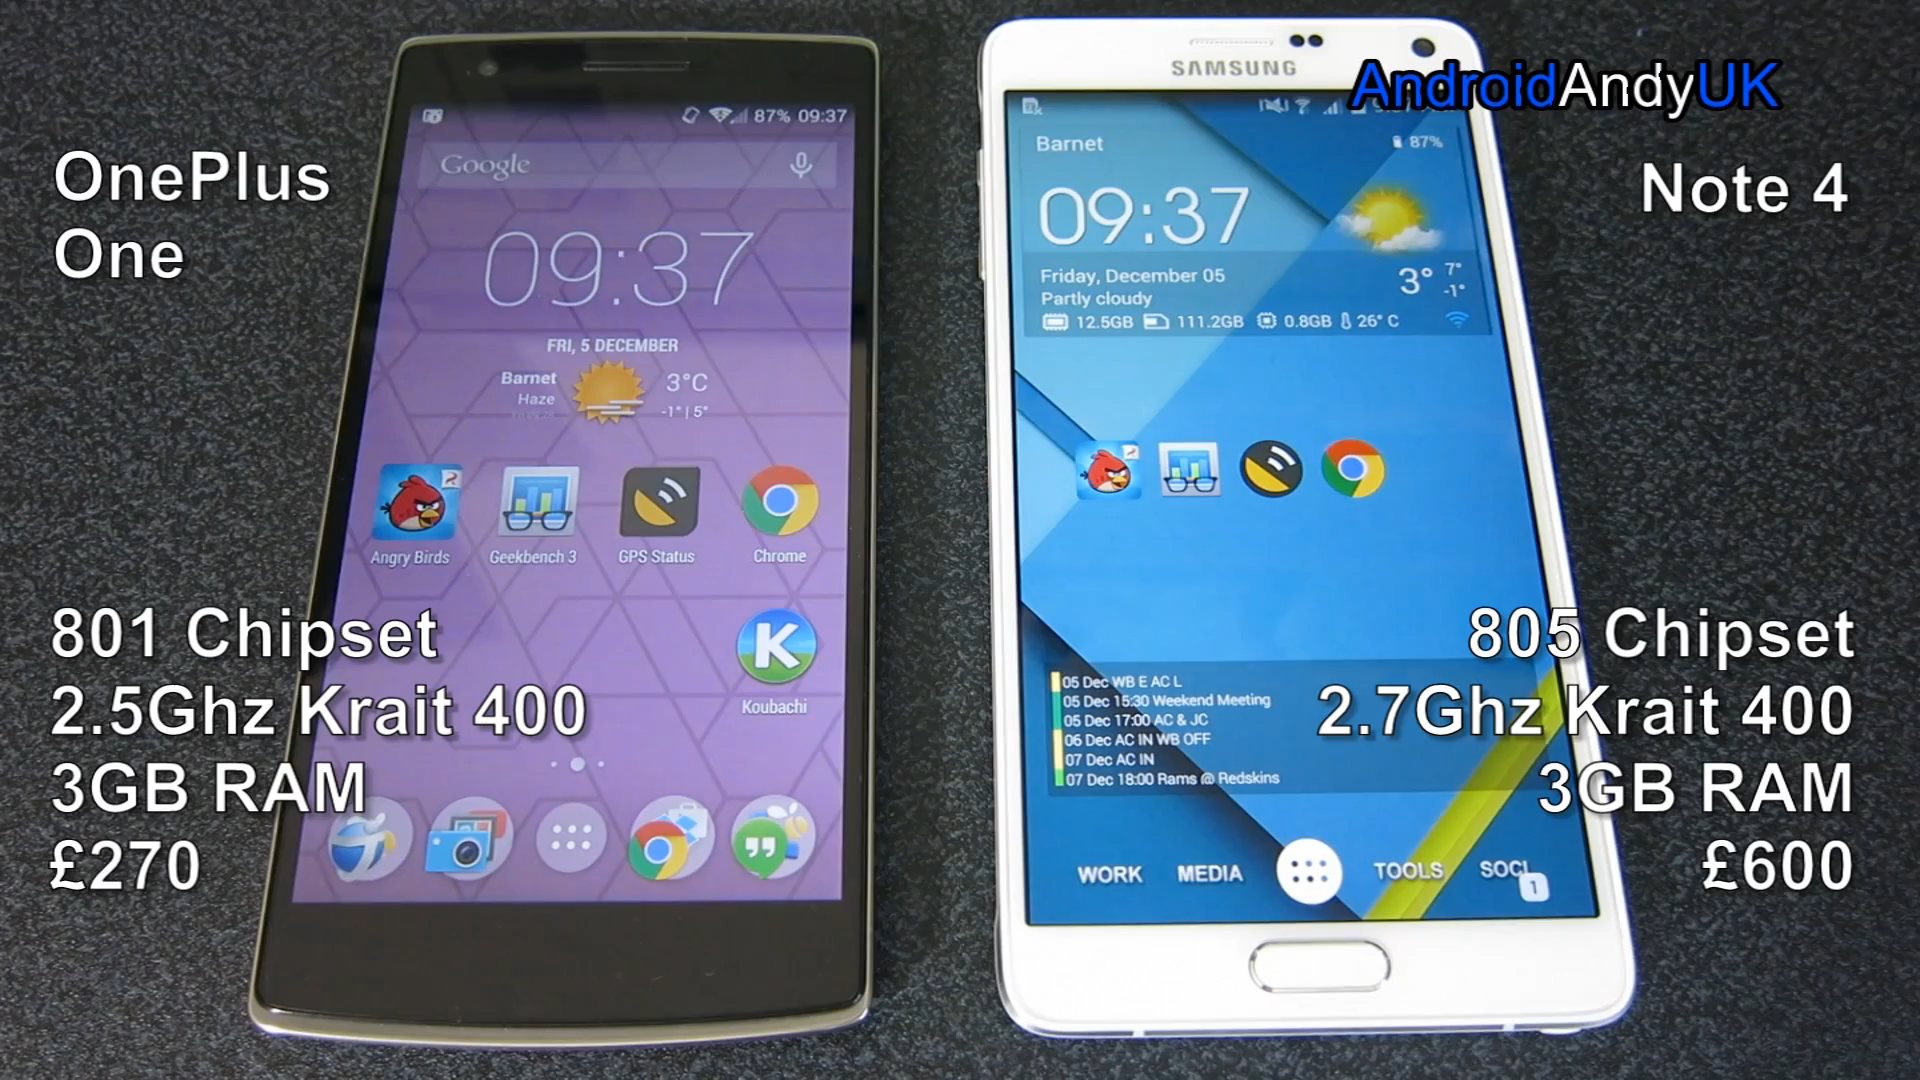 AndroidAndyUK
OnePlus
One
801 Chipset
2.5Ghz Krait 400
3GB RAM
£270
87% 09:37
Google
09:37
FRI, 5 DECEMBER
Barnet
Haze
3°C
-1° | 5°
Angry Birds
Geekbench 3
GPS Status
Chrome
K
Koubachi
SAMSUNG
Barnet
87%
09:37
Friday, December 05
Partly cloudy
3°
7°
-1°
12.5GB 111.2GB 0.8GB 26° C
05 Dec WB E AC L
05 Dec 15:30 Weekend Meeting
05 Dec 17:00 AC & JC
06 Dec AC IN WB OFF
07 Dec AC IN
07 Dec 18:00 Rams @ Redskins
WORK MEDIA TOOLS SOCI
1
Note 4
805 Chipset
2.7Ghz Krait 400
3GB RAM
£600